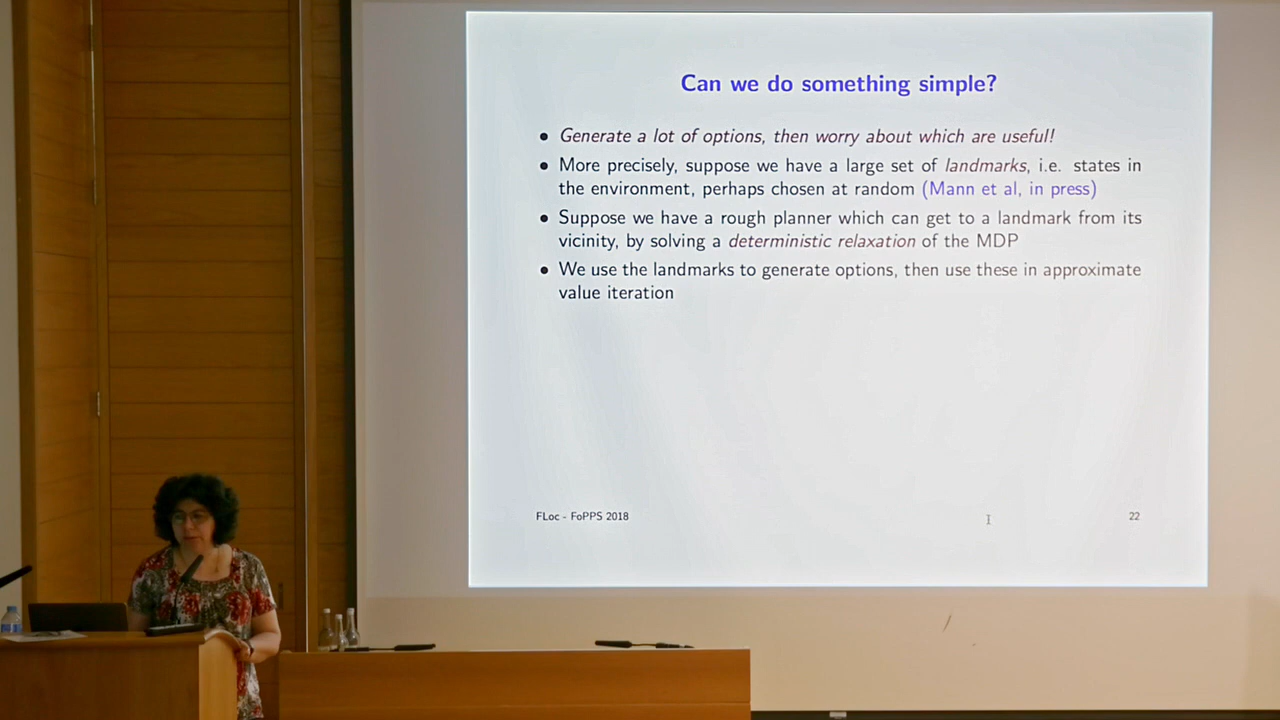 Can we do something simple?
• Generate a lot of options, then worry about which are useful!
• More precisely, suppose we have a large set of landmarks, i.e. states in
the environment, perhaps chosen at random (Mann et al, in press)
• Suppose we have a rough planner which can get to a landmark from its
vicinity, by solving a deterministic relaxation of the MDP
• We use the landmarks to generate options, then use these in approximate
value iteration
FLoc - FoPPS 2018
22